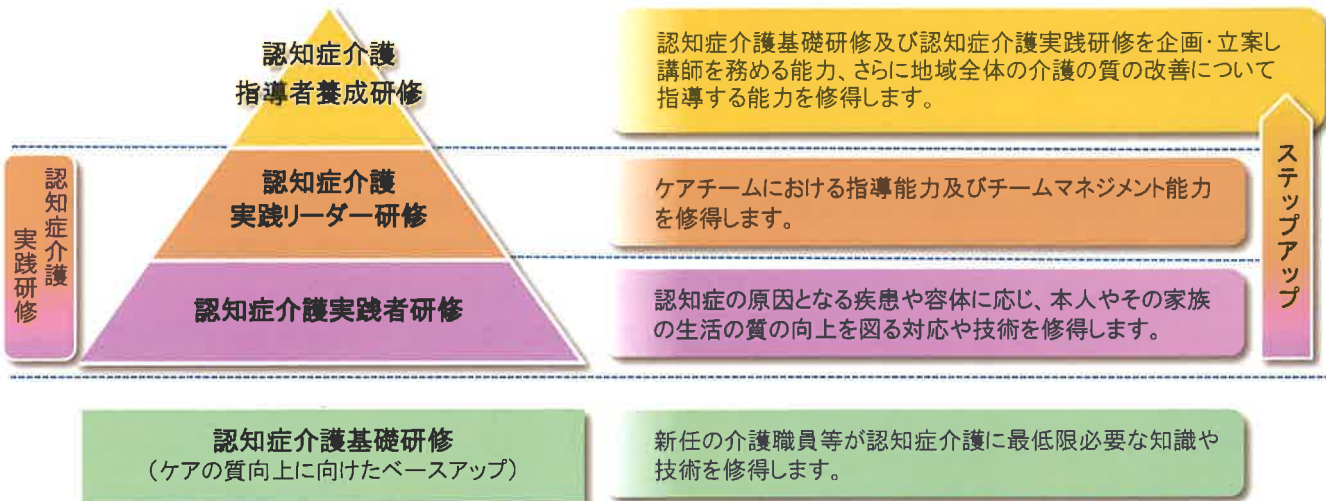 認知症介護
指導者養成研修
認知症介護基礎研修及び認知症介護実践研修を企画・立案し
講師を務める能力、さらに地域全体の介護の質の改善について
指導する能力を修得します。
認知症介護
実践研修
認知症介護
実践リーダー研修
ケアチームにおける指導能力及びチームマネジメント能力
を修得します。
ステップアップ
認知症介護実践者研修
認知症の原因となる疾患や容体に応じ、本人やその家族
の生活の質の向上を図る対応や技術を修得します。
認知症介護基礎研修
（ケアの質向上に向けたベースアップ）
新任の介護職員等が認知症介護に最低限必要な知識や
技術を修得します。